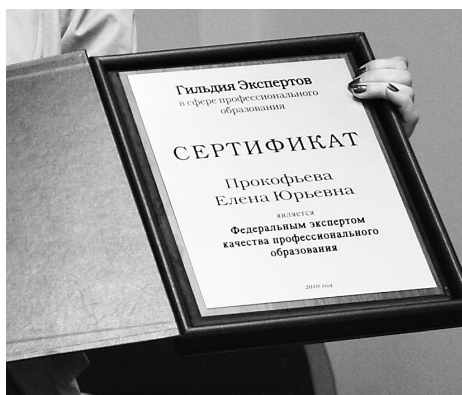 Гильдия Экспертов
в сфере профессионального
образования
СЕРТИФИКАТ
Прокофьева
Елена Юрьевна
является
Федеральным экспертом
качества профессионального
образования
2010 год